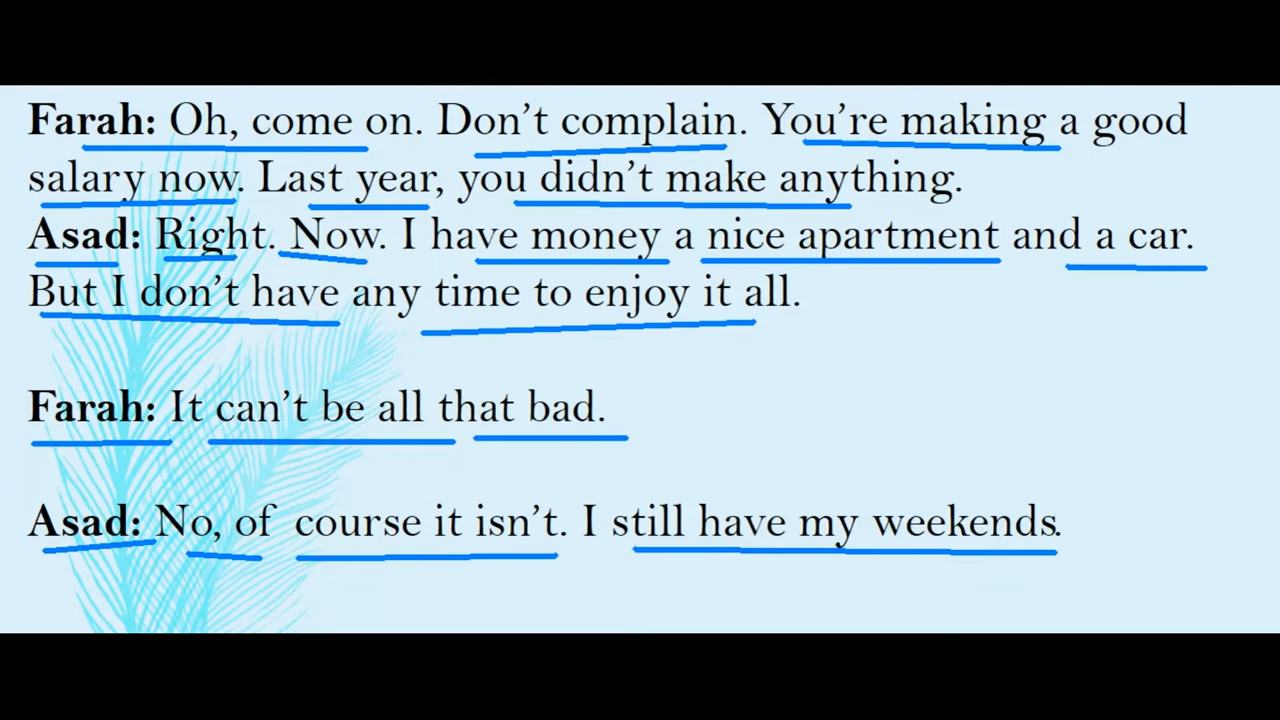 Farah: Oh, come on. Don't complain. You're making a good
salary now. Last year, you didn't make anything.
Asad: Right. Now. I have money a nice apartment and a car.
But I don't have any time to enjoy it all.
Farah: It can't be all that bad.
Asad: No, of course it isn't. I still have my weekends.